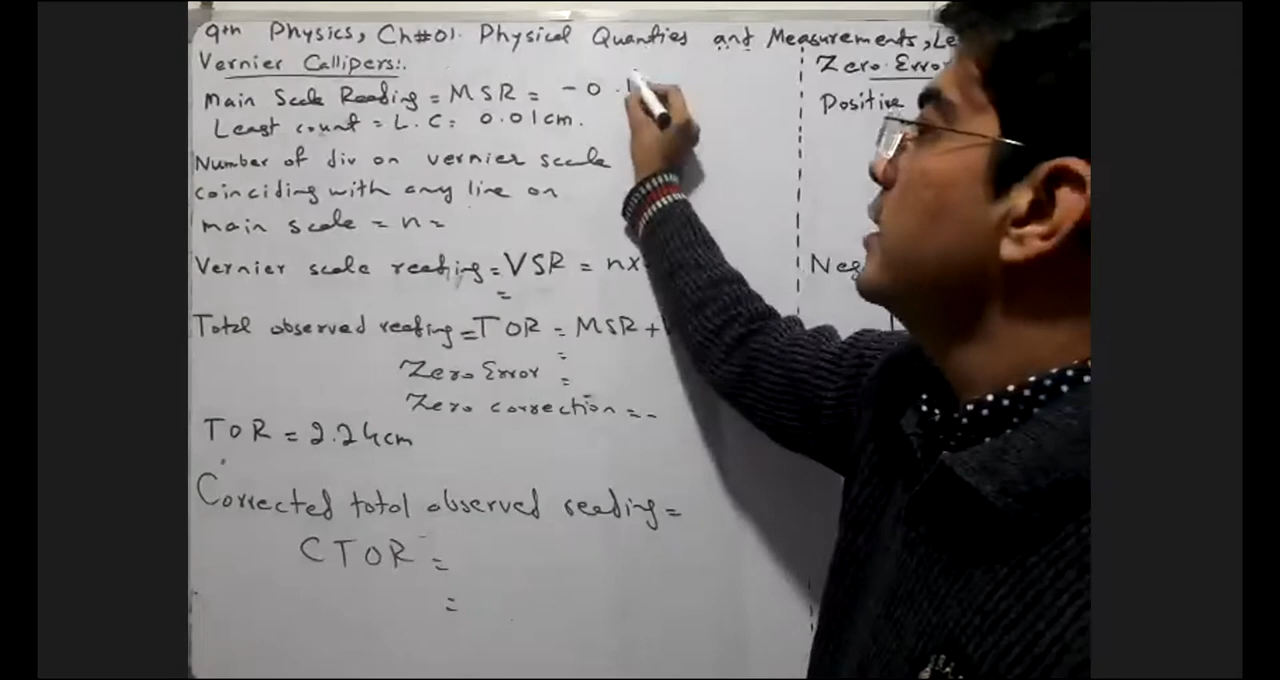 9th Physics, Ch#01. Physical Quanties and Measurements, Le
Vernier Callipers:.
Main Scale Reading = MSR = - 0.1
Least count = L.C = 0.01cm.
Number of div on vernier scale
coinciding with any line on
main scale = n =
Vernier scale reading = VSR = nx
=
Total observed reading = TOR = MSR +
=
Zero Error =
Zero correction = -
TOR = 2.24cm
Corrected total observed reading =
CTOR =
=
Zero Error
Positive
Neg